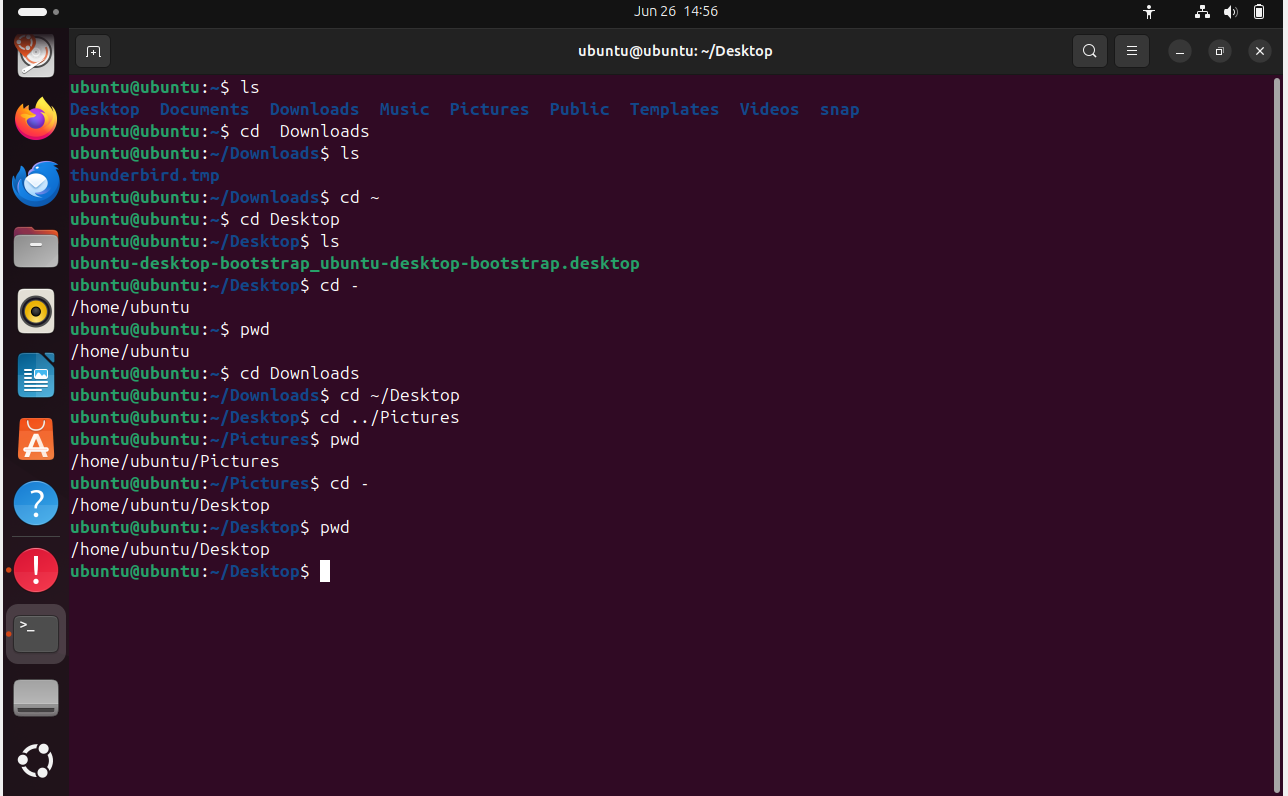 Jun 26 14:56
ubuntu@ubuntu: ~/Desktop
ubuntu@ubuntu:~$ ls
Desktop  Documents  Downloads  Music  Pictures  Public  Templates  Videos  snap
ubuntu@ubuntu:~$ cd  Downloads
ubuntu@ubuntu:~/Downloads$ ls
thunderbird.tmp
ubuntu@ubuntu:~/Downloads$ cd ~
ubuntu@ubuntu:~$ cd Desktop
ubuntu@ubuntu:~/Desktop$ ls
ubuntu-desktop-bootstrap_ubuntu-desktop-bootstrap.desktop
ubuntu@ubuntu:~/Desktop$ cd -
/home/ubuntu
ubuntu@ubuntu:~$ pwd
/home/ubuntu
ubuntu@ubuntu:~$ cd Downloads
ubuntu@ubuntu:~/Downloads$ cd ~/Desktop
ubuntu@ubuntu:~/Desktop$ cd ../Pictures
ubuntu@ubuntu:~/Pictures$ pwd
/home/ubuntu/Pictures
ubuntu@ubuntu:~/Pictures$ cd -
/home/ubuntu/Desktop
ubuntu@ubuntu:~/Desktop$ pwd
/home/ubuntu/Desktop
ubuntu@ubuntu:~/Desktop$